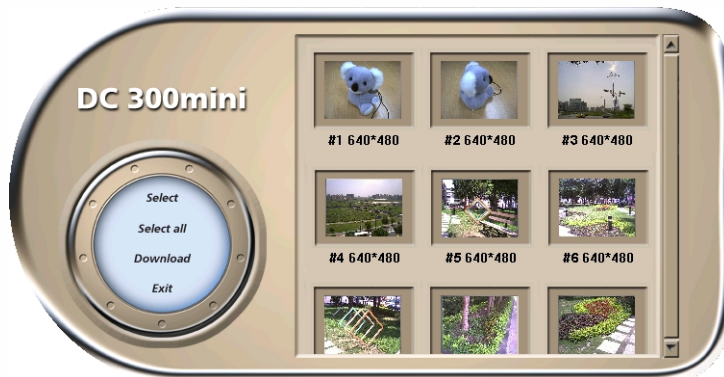 DC 300mini
Select
Select all
Download
Exit
#1 640*480
#2 640*480
#3 640*480
#4 640*480
#5 640*480
#6 640*480